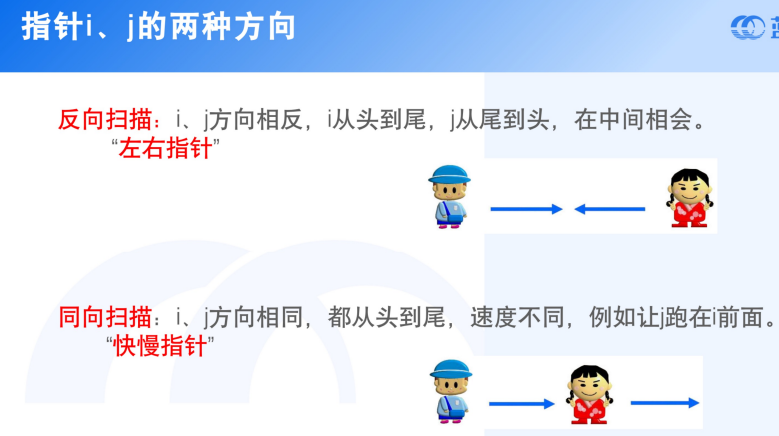 指针i、j的两种方向
反向扫描：i、j方向相反，i从头到尾，j从尾到头，在中间相会。
“左右指针”
同向扫描：i、j方向相同，都从头到尾，速度不同，例如让j跑在i前面。
“快慢指针”